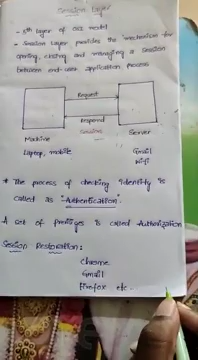 Session Layer
- 5th layer of OSI model
- Session Layer provides the mechanism for
opening, closing and managing a session
between end-user application process
Request
Respond
Session
Machine
Server
Laptop, mobile
Gmail
Wifi
* The process of checking identity is
called as "Authentication".
A set of privileges is called Authorization
Session Restoration:
Chrome
Gmail
Firefox etc..